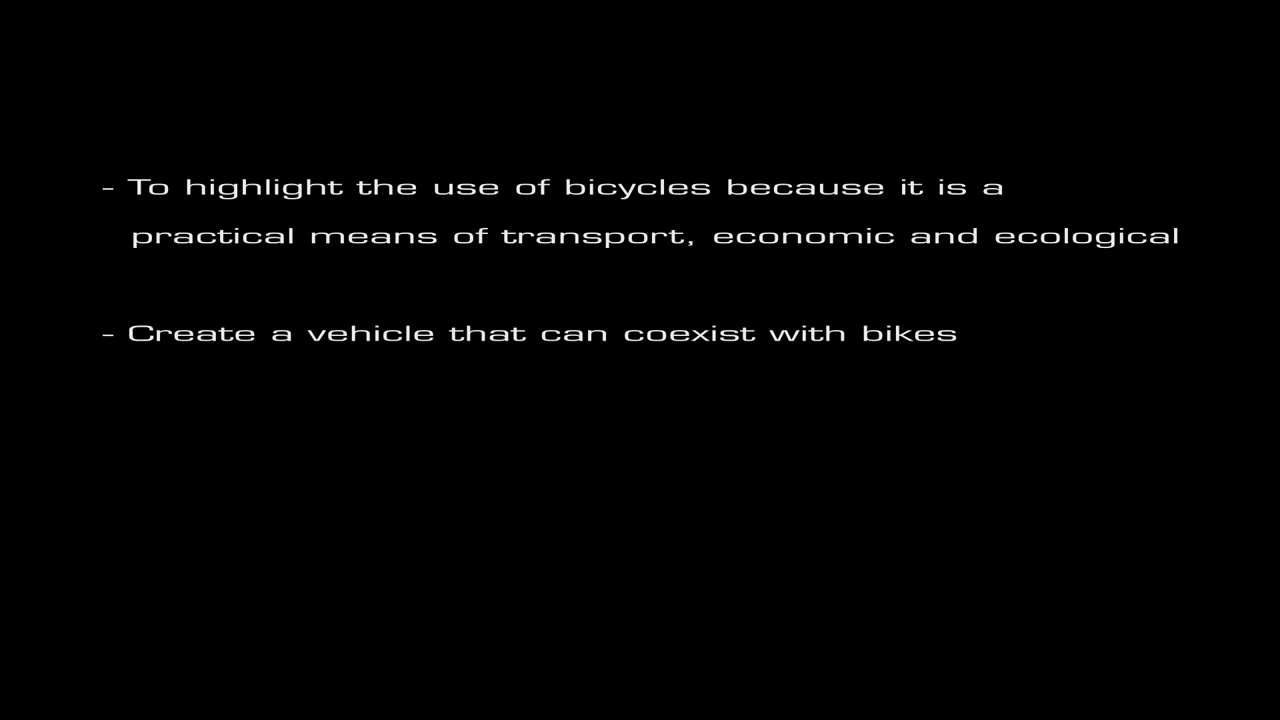 - To highlight the use of bicycles because it is a
practical means of transport, economic and ecological
- Create a vehicle that can coexist with bikes